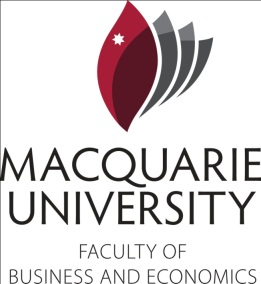 MACQUARIE
UNIVERSITY
FACULTY OF
BUSINESS AND ECONOMICS